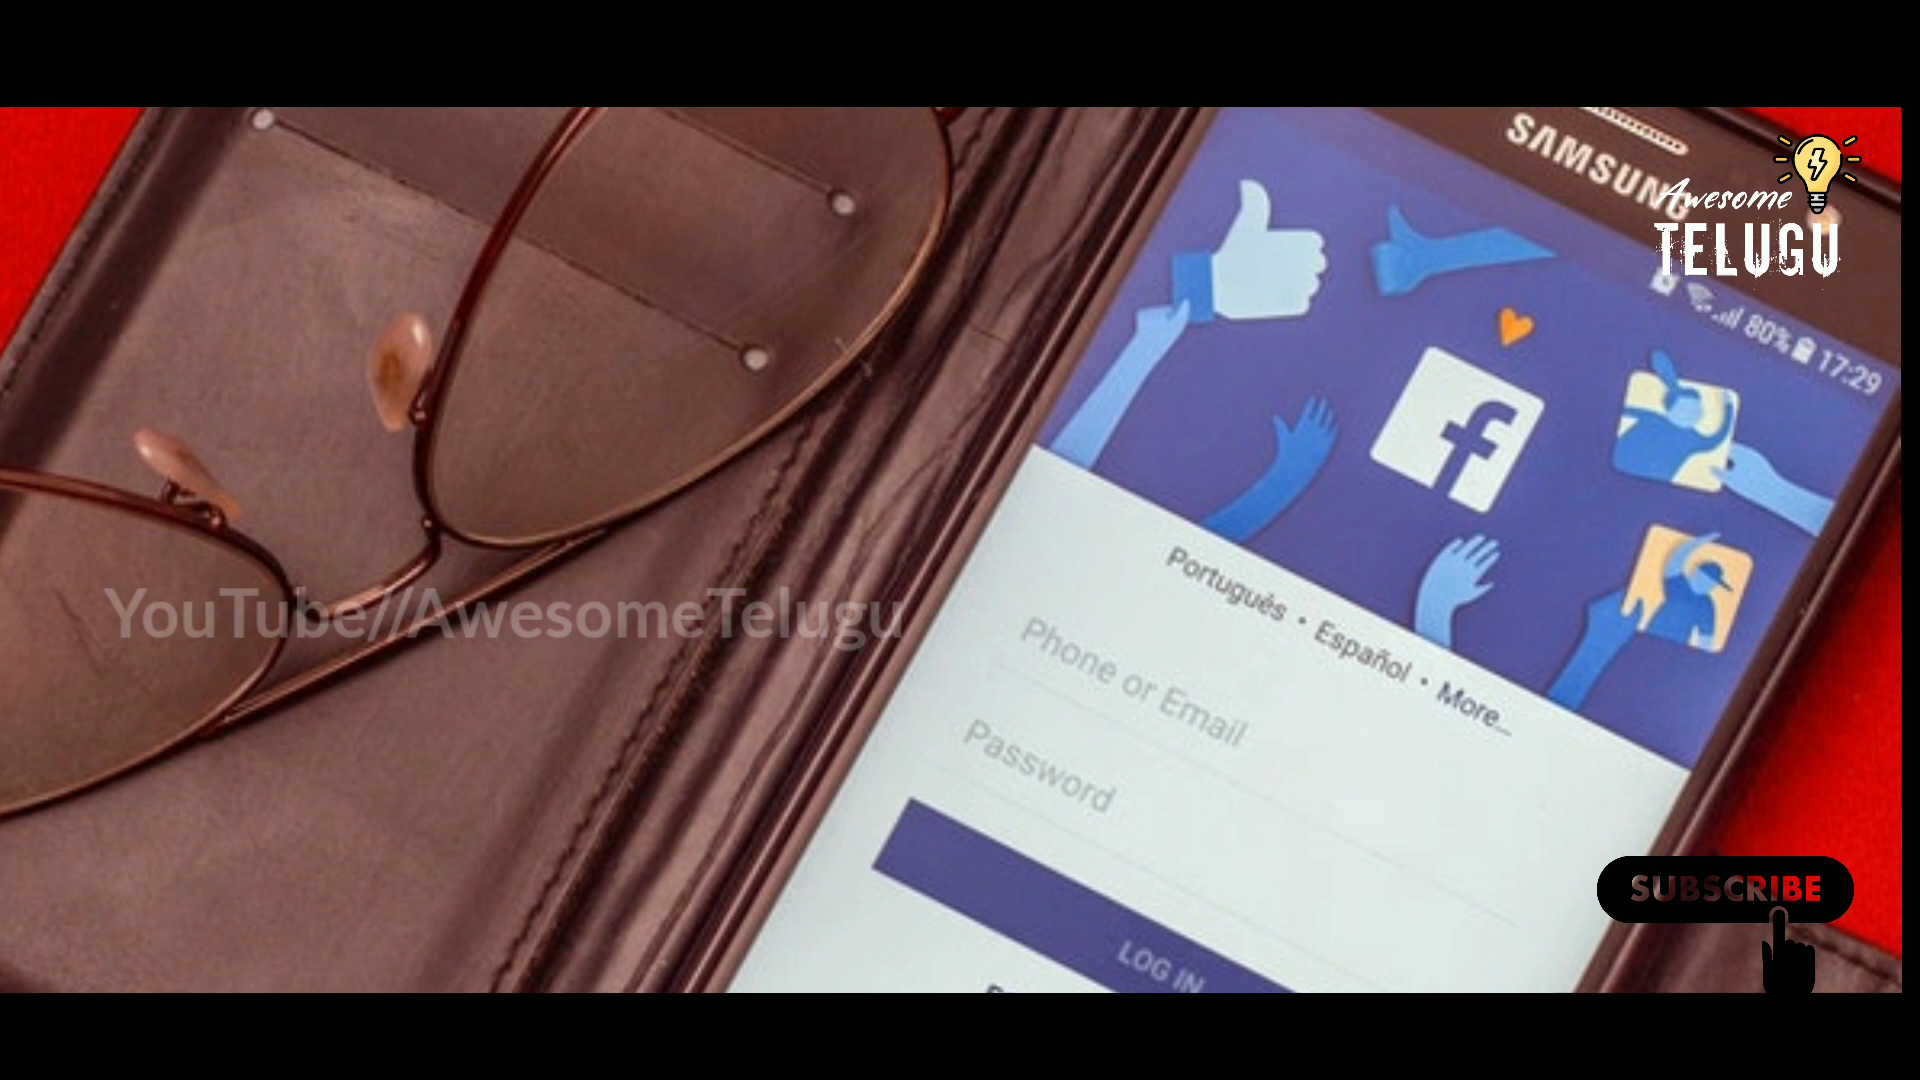 SAMSUNG
Awesome
TELUGU
80% 17:29
f
Português • Español • More...
YouTube//AwesomeTelugu
Phone or Email
Password
LOG IN
SUBSCRIBE